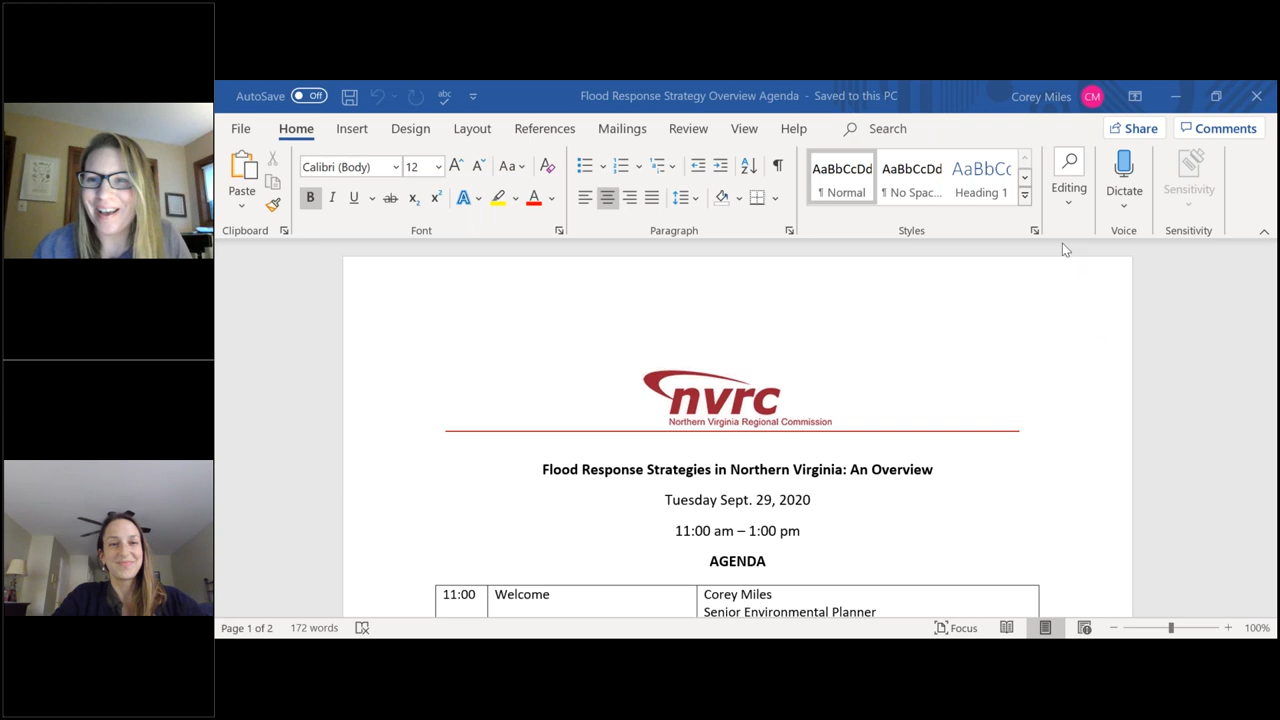 AutoSave Off
Flood Response Strategy Overview Agenda - Saved to this PC
Corey Miles CM
File Home Insert Design Layout References Mailings Review View Help Search Share Comments
Paste
Clipboard
Calibri (Body) 12
Font
Paragraph
AaBbCcDd AaBbCcDd AaBbCc
¶ Normal ¶ No Spac... Heading 1
Styles
Editing
Dictate
Voice
Sensitivity
Sensitivity
nvrc
Northern Virginia Regional Commission
Flood Response Strategies in Northern Virginia: An Overview
Tuesday Sept. 29, 2020
11:00 am – 1:00 pm
AGENDA
11:00 Welcome Corey Miles
Senior Environmental Planner
Page 1 of 2 172 words Focus 100%